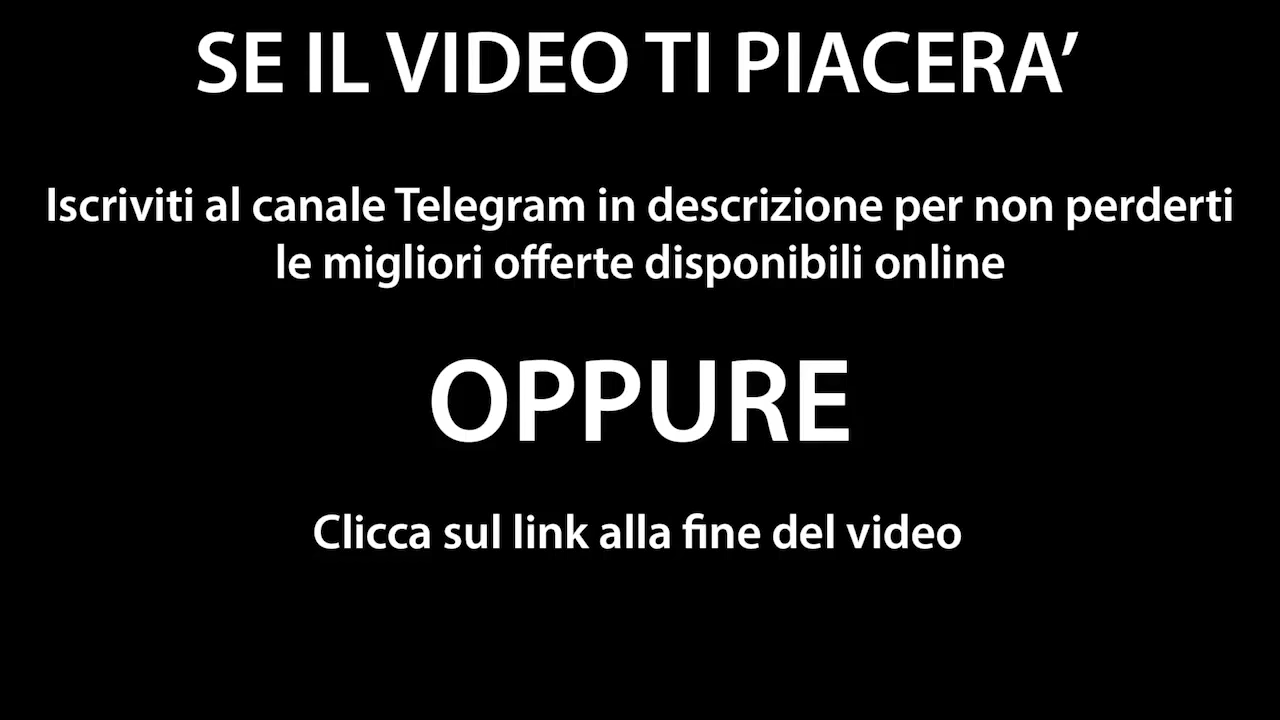 SE IL VIDEO TI PIACERA’
Iscriviti al canale Telegram in descrizione per non perderti
le migliori offerte disponibili online
OPPURE
Clicca sul link alla fine del video